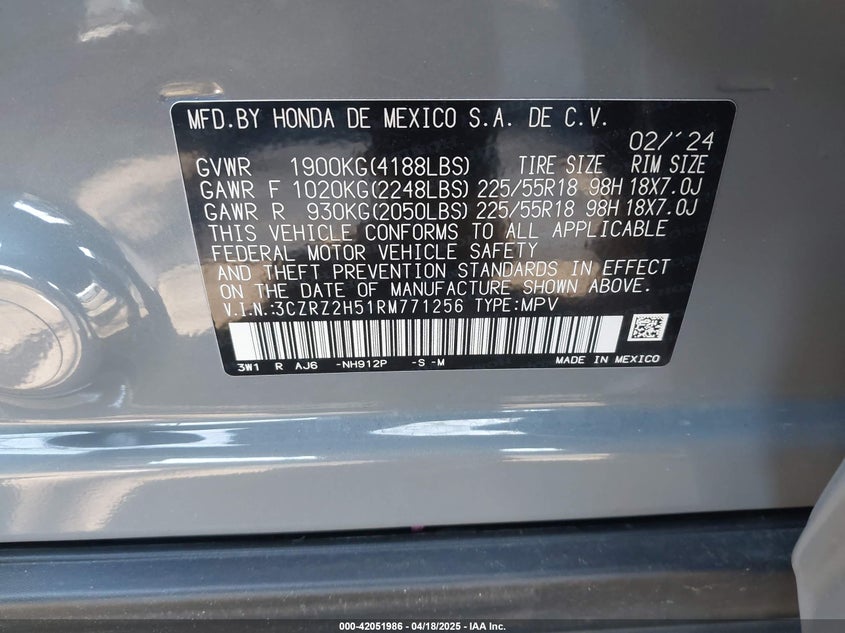 MFD.BY HONDA DE MEXICO S.A. DE C.V.
02/´24
GVWR 1900KG(4188LBS) TIRE SIZE RIM SIZE
GAWR F 1020KG(2248LBS) 225/55R18 98H 18X7.0J
GAWR R 930KG(2050LBS) 225/55R18 98H 18X7.0J
THIS VEHICLE CONFORMS TO ALL APPLICABLE
FEDERAL MOTOR VEHICLE SAFETY
AND THEFT PREVENTION STANDARDS IN EFFECT
ON THE DATE OF MANUFACTURE SHOWN ABOVE.
V.I.N.:3CZRZ2H51RM771256 TYPE:MPV
3W1 R AJ6 -NH912P -S -M MADE IN MEXICO
000-42051986 - 04/18/2025 - IAA Inc.